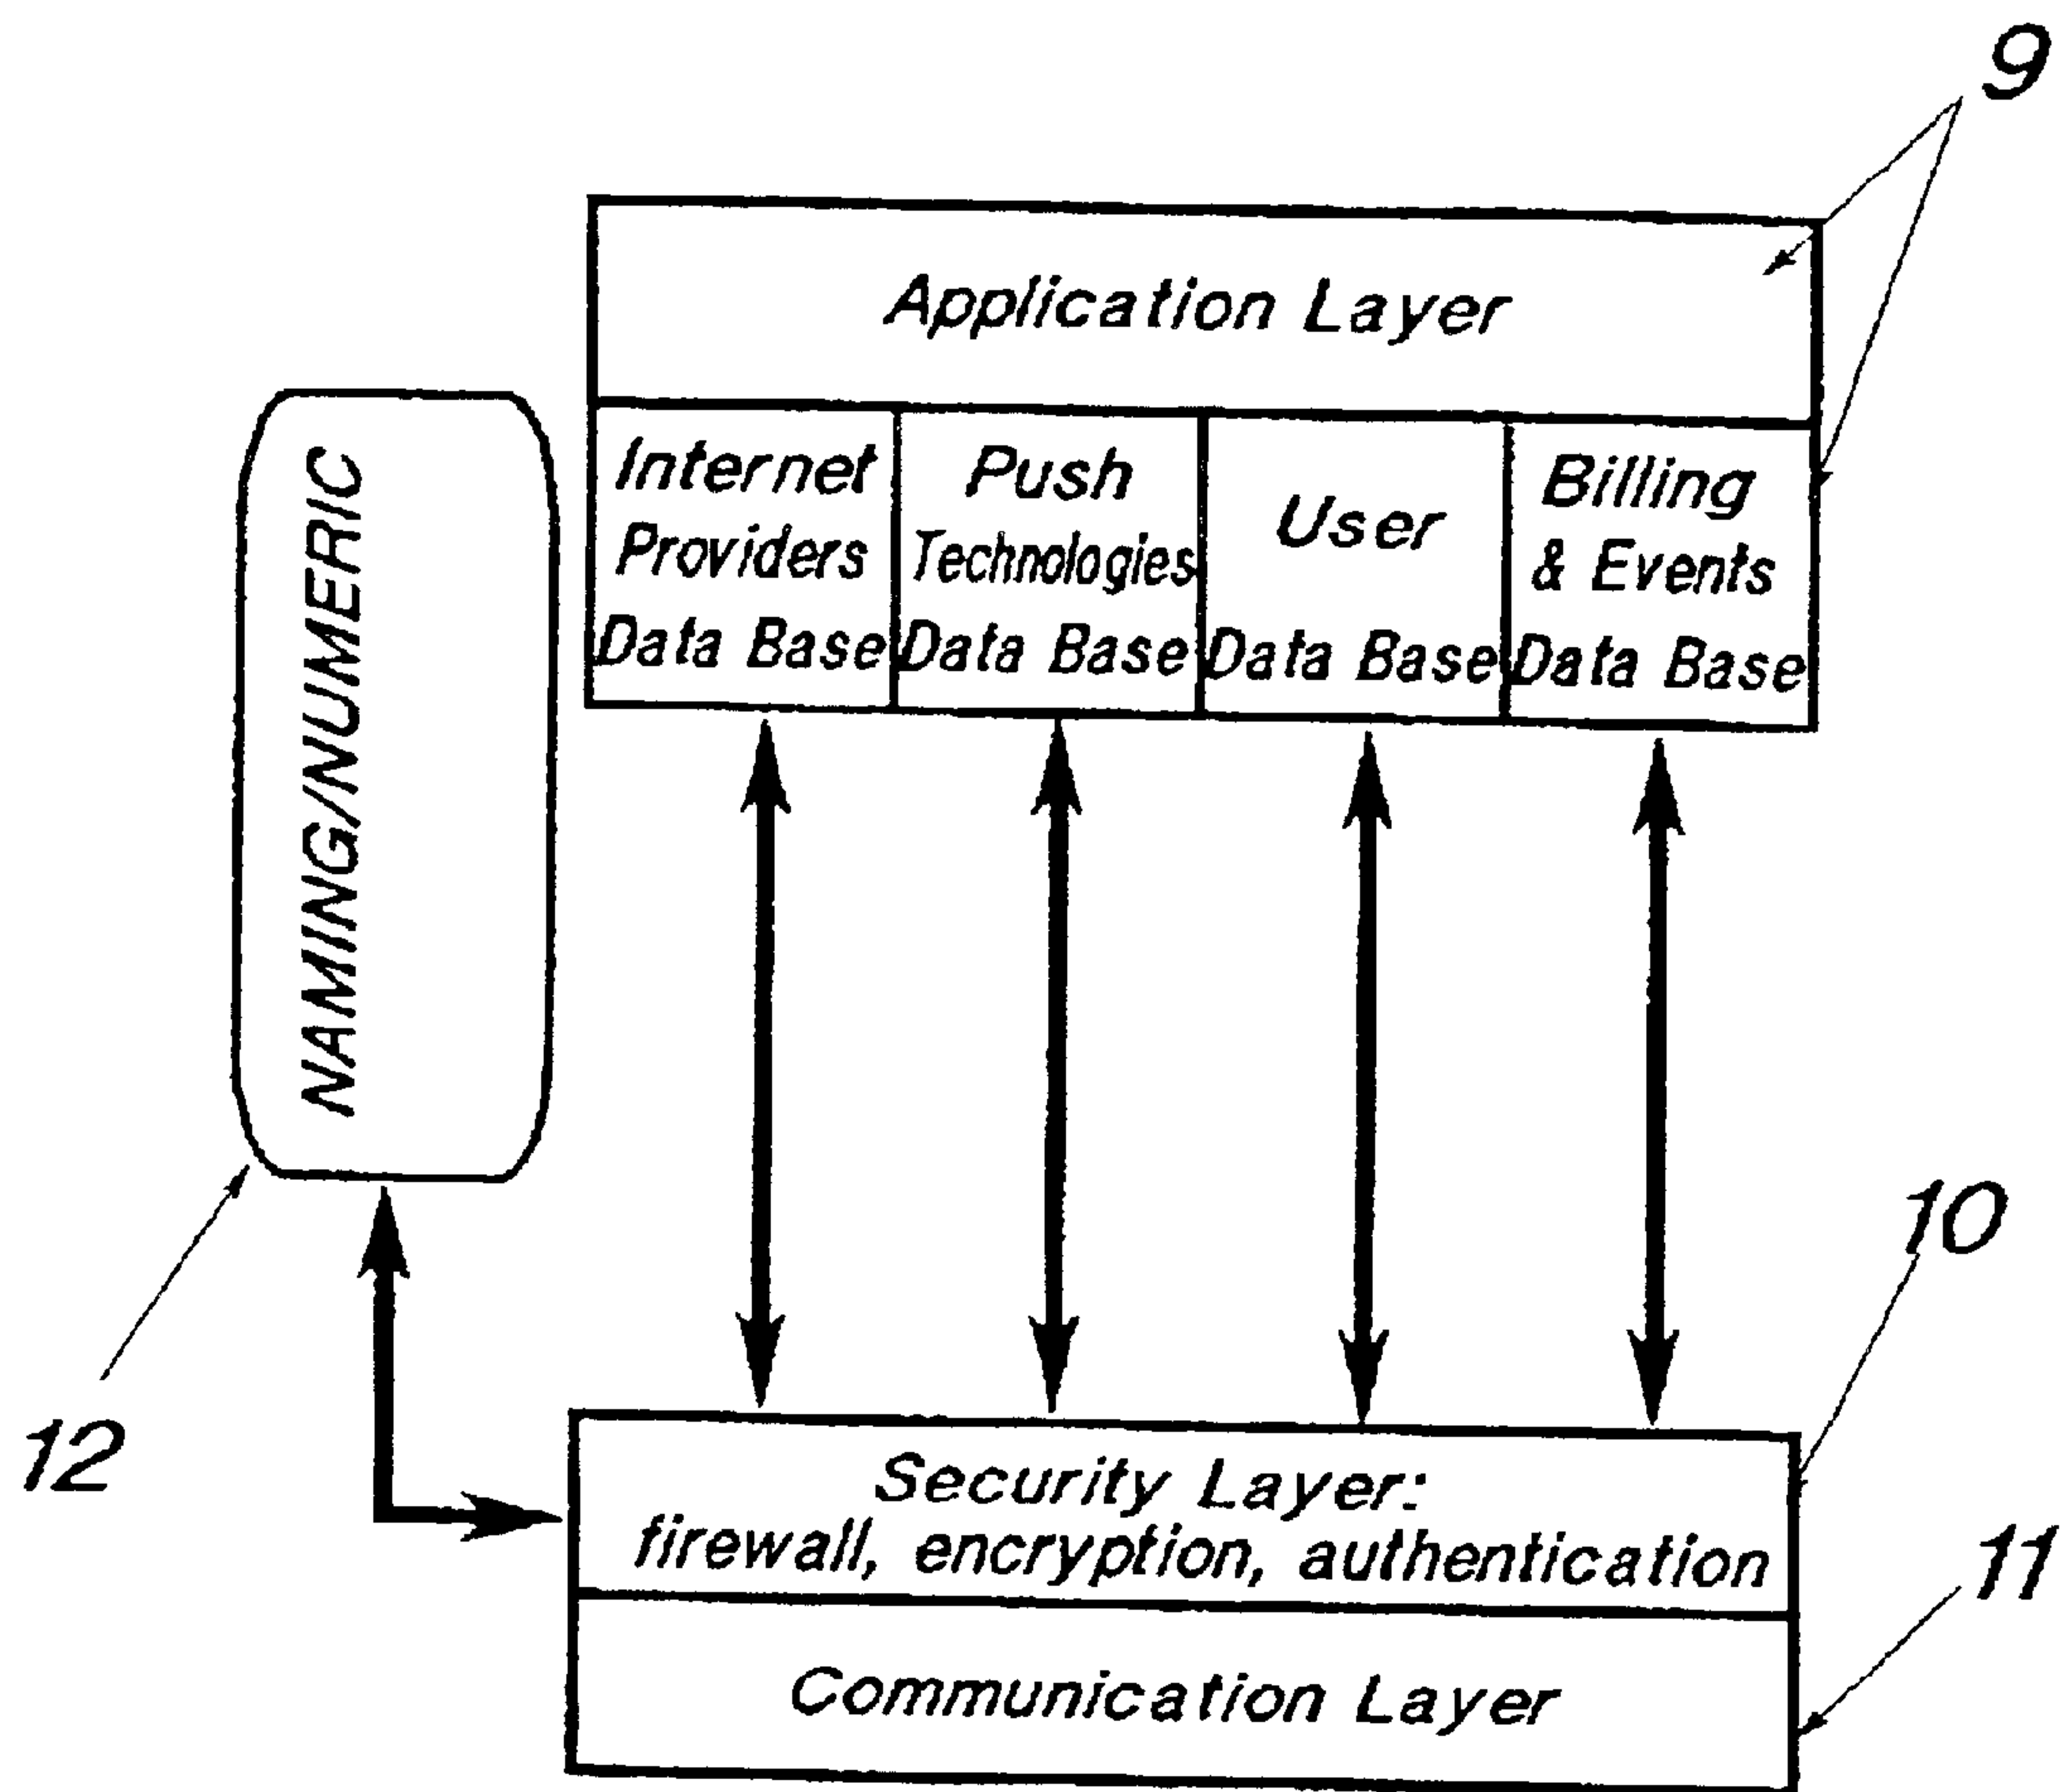 9
Application Layer
NAMING/NUMERIC
Internet
Providers
Data Base
Push
Technologies
Data Base
User
Data Base
Billing
& Events
Data Base
10
12
Security Layer:
firewall, encryption, authentication
11
Communication Layer